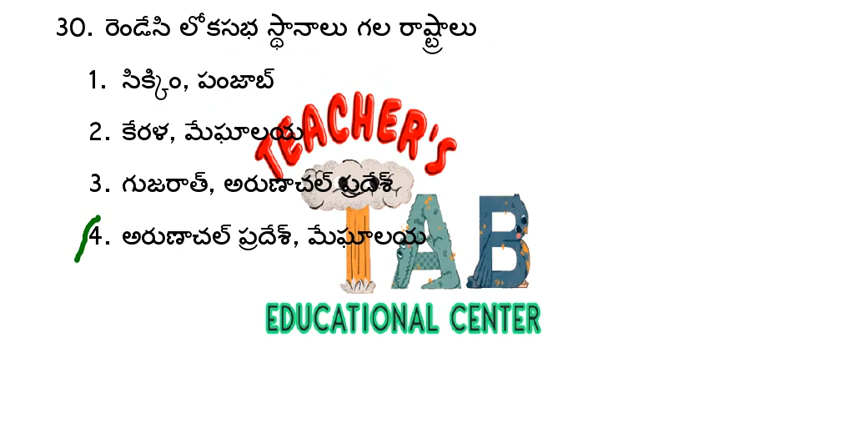 30. రెండేసి లోకసభ స్థానాలు గల రాష్ట్రాలు
1. సిక్కిం, పంజాబ్
2. కేరళ, మేఘాలయ
3. గుజరాత్, అరుణాచల్ ప్రదేశ్
4. అరుణాచల్ ప్రదేశ్, మేఘాలయ
TEACHER'S
TAB
EDUCATIONAL CENTER